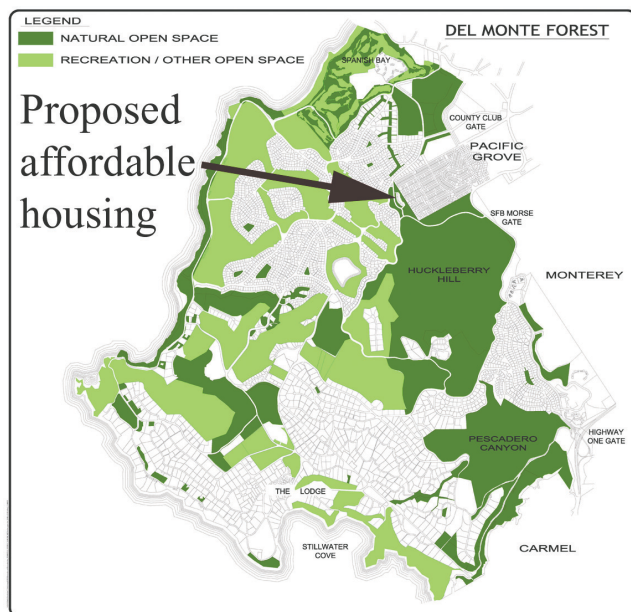 LEGEND
NATURAL OPEN SPACE
RECREATION / OTHER OPEN SPACE
DEL MONTE FOREST
SPANISH BAY
Proposed
affordable
housing
COUNTY CLUB
GATE
PACIFIC
GROVE
SFB MORSE
GATE
HUCKLEBERRY
HILL
MONTEREY
HIGHWAY
ONE GATE
PESCADERO
CANYON
THE LODGE
STILLWATER
COVE
CARMEL